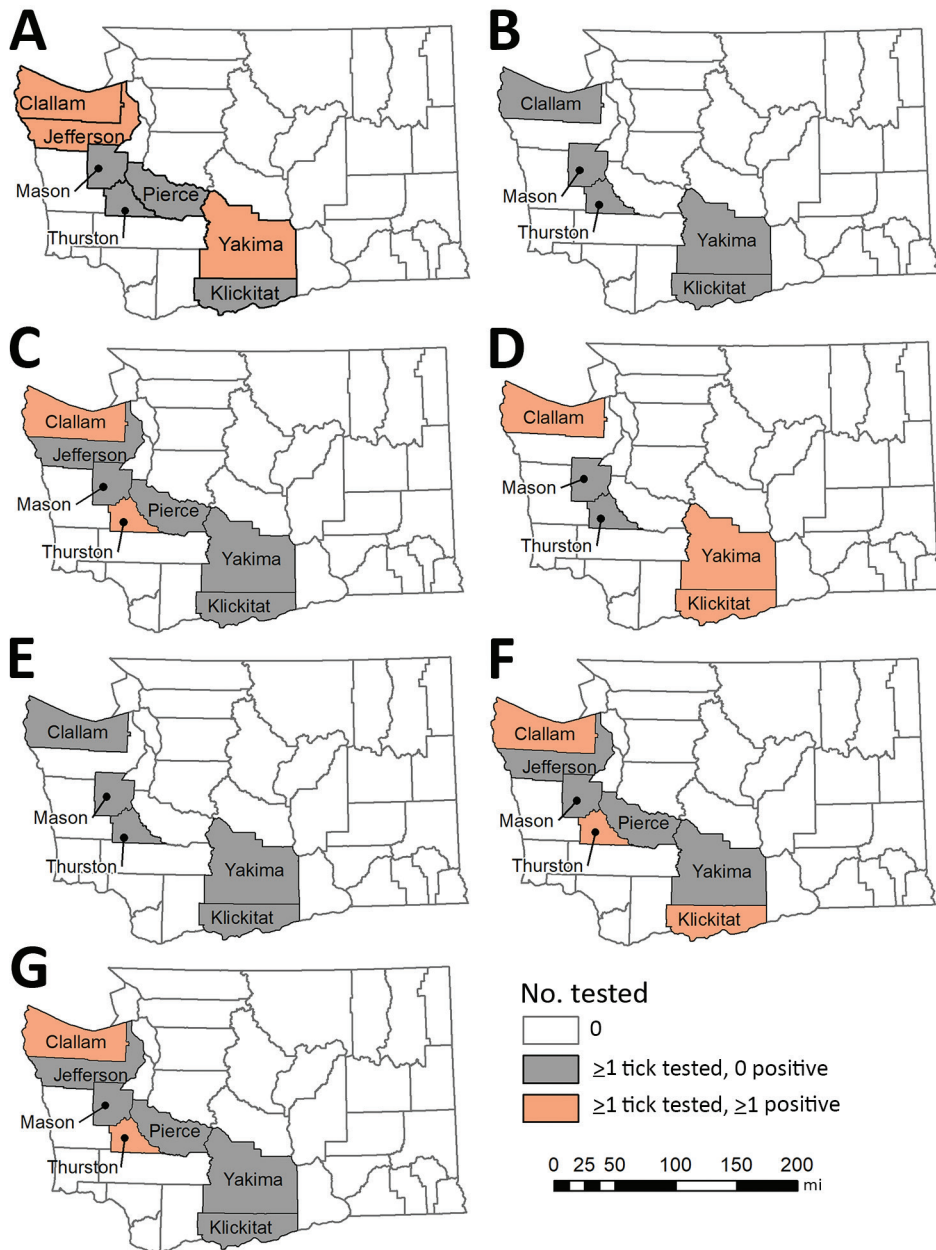 A
Clallam
Jefferson
Mason
Pierce
Thurston
Yakima
Klickitat
B
Clallam
Mason
Thurston
Yakima
Klickitat
C
Clallam
Jefferson
Mason
Pierce
Thurston
Yakima
Klickitat
D
Clallam
Mason
Thurston
Yakima
Klickitat
E
Clallam
Mason
Thurston
Yakima
Klickitat
F
Clallam
Jefferson
Mason
Pierce
Thurston
Yakima
Klickitat
G
Clallam
Jefferson
Mason
Pierce
Thurston
Yakima
Klickitat
No. tested
0
≥1 tick tested, 0 positive
≥1 tick tested, ≥1 positive
0 25 50 100 150 200
mi